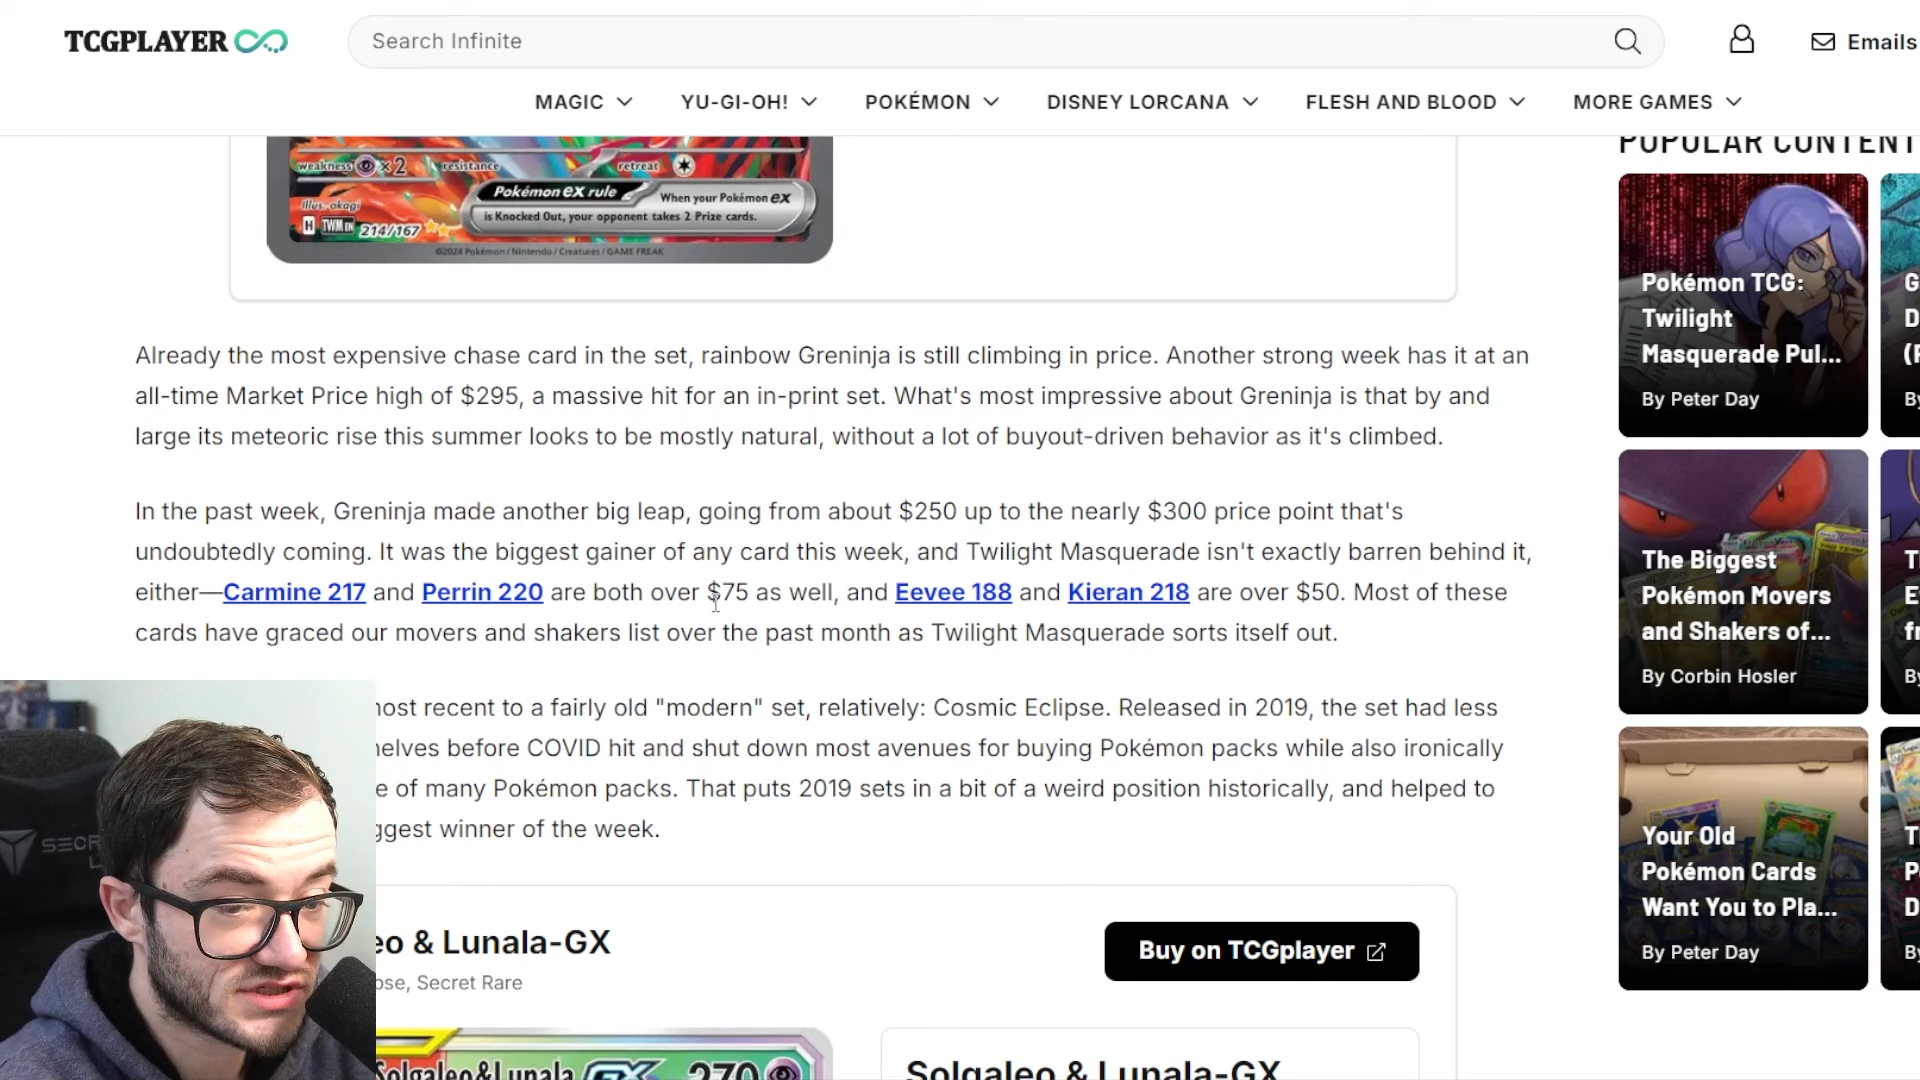 TCGPLAYER
Search Infinite
Emails
MAGIC
YU-GI-OH!
POKÉMON
DISNEY LORCANA
FLESH AND BLOOD
MORE GAMES
weakness ×2 resistance retreat
Pokémon ex rule When your Pokémon ex
is Knocked Out, your opponent takes 2 Prize cards.
Illus. okogi
H TWM EN 214/167
©2024 Pokémon / Nintendo / Creatures / GAME FREAK
Already the most expensive chase card in the set, rainbow Greninja is still climbing in price. Another strong week has it at an
all-time Market Price high of $295, a massive hit for an in-print set. What's most impressive about Greninja is that by and
large its meteoric rise this summer looks to be mostly natural, without a lot of buyout-driven behavior as it's climbed.
In the past week, Greninja made another big leap, going from about $250 up to the nearly $300 price point that's
undoubtedly coming. It was the biggest gainer of any card this week, and Twilight Masquerade isn't exactly barren behind it,
either—Carmine 217 and Perrin 220 are both over $75 as well, and Eevee 188 and Kieran 218 are over $50. Most of these
cards have graced our movers and shakers list over the past month as Twilight Masquerade sorts itself out.
nost recent to a fairly old "modern" set, relatively: Cosmic Eclipse. Released in 2019, the set had less
helves before COVID hit and shut down most avenues for buying Pokémon packs while also ironically
e of many Pokémon packs. That puts 2019 sets in a bit of a weird position historically, and helped to
ggest winner of the week.
eo & Lunala-GX
pse, Secret Rare
Buy on TCGplayer
Solgaleo&Lunala GX 270
Solgaleo & Lunala-GX
POPULAR CONTENT
Pokémon TCG:
Twilight
Masquerade Pul...
By Peter Day
The Biggest
Pokémon Movers
and Shakers of...
By Corbin Hosler
Your Old
Pokémon Cards
Want You to Pla...
By Peter Day
SECR